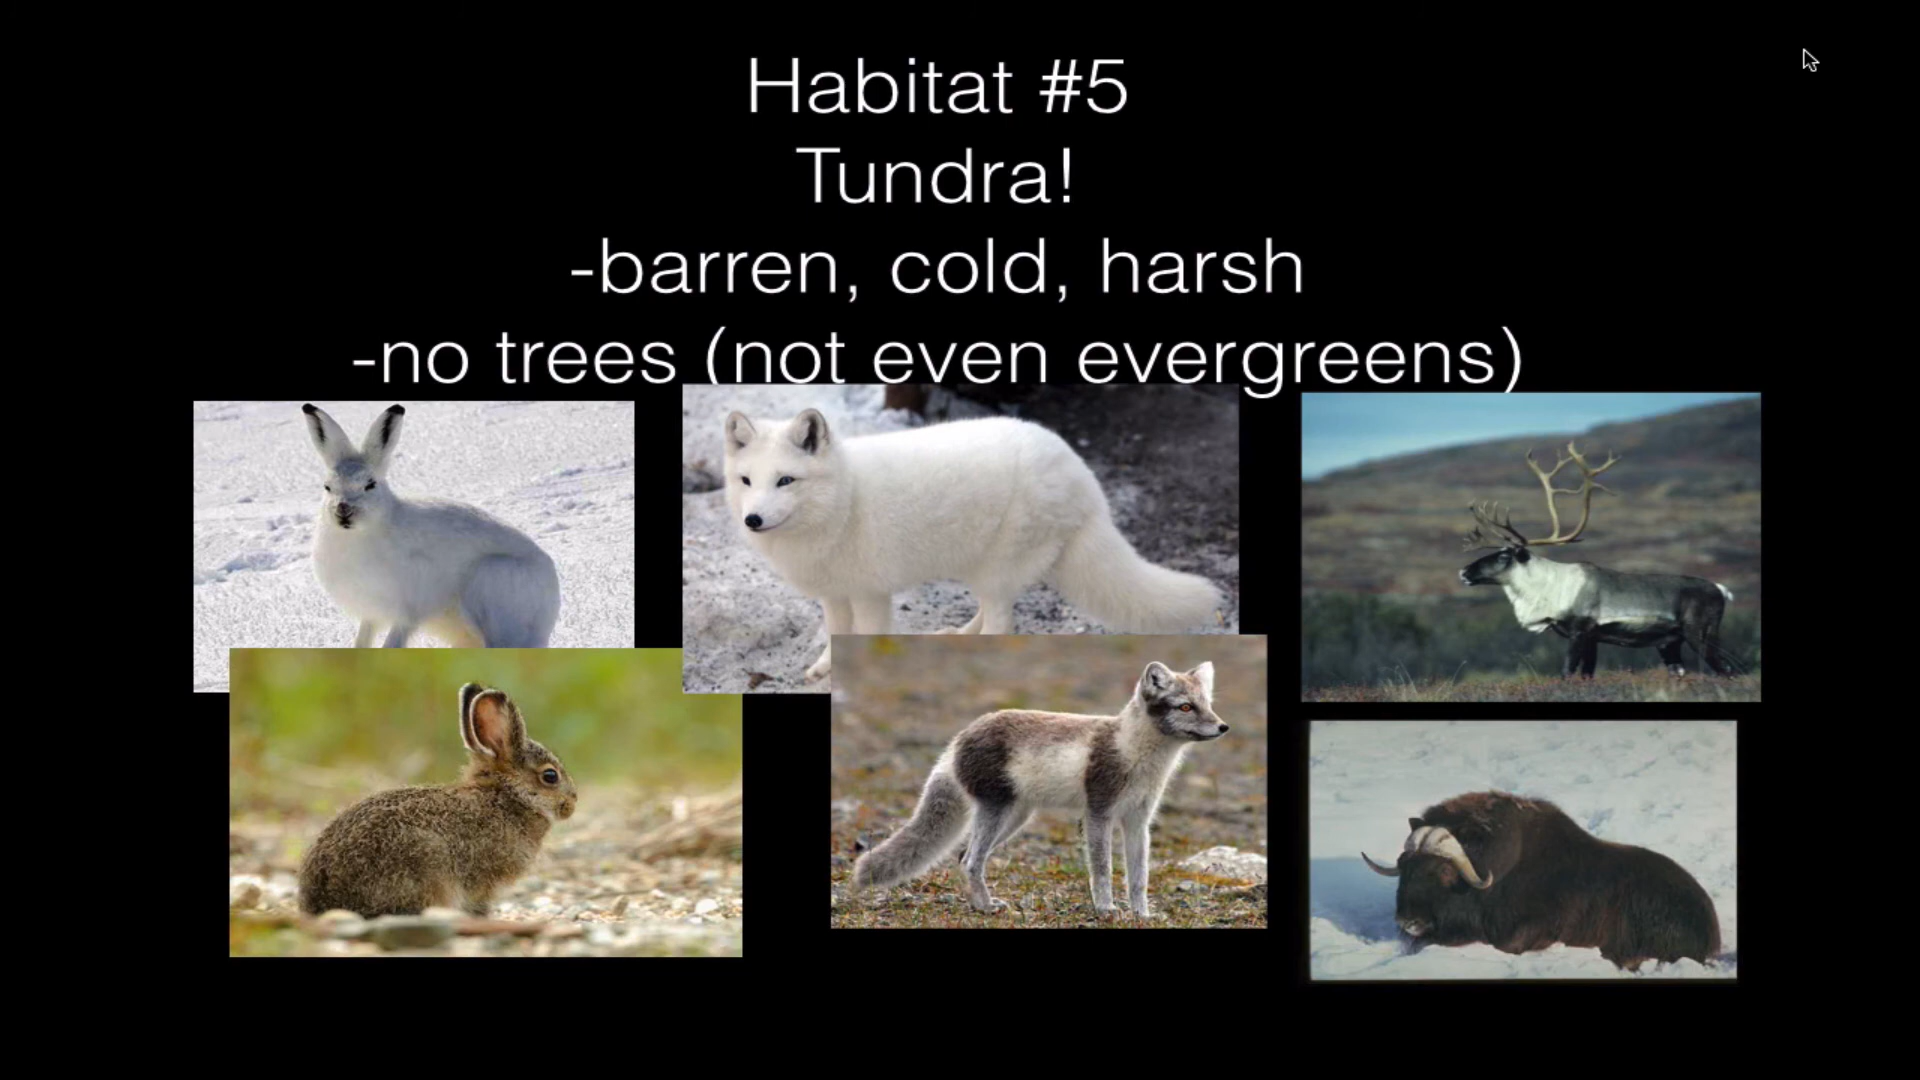 Habitat #5
Tundra!
-barren, cold, harsh
-no trees (not even evergreens)